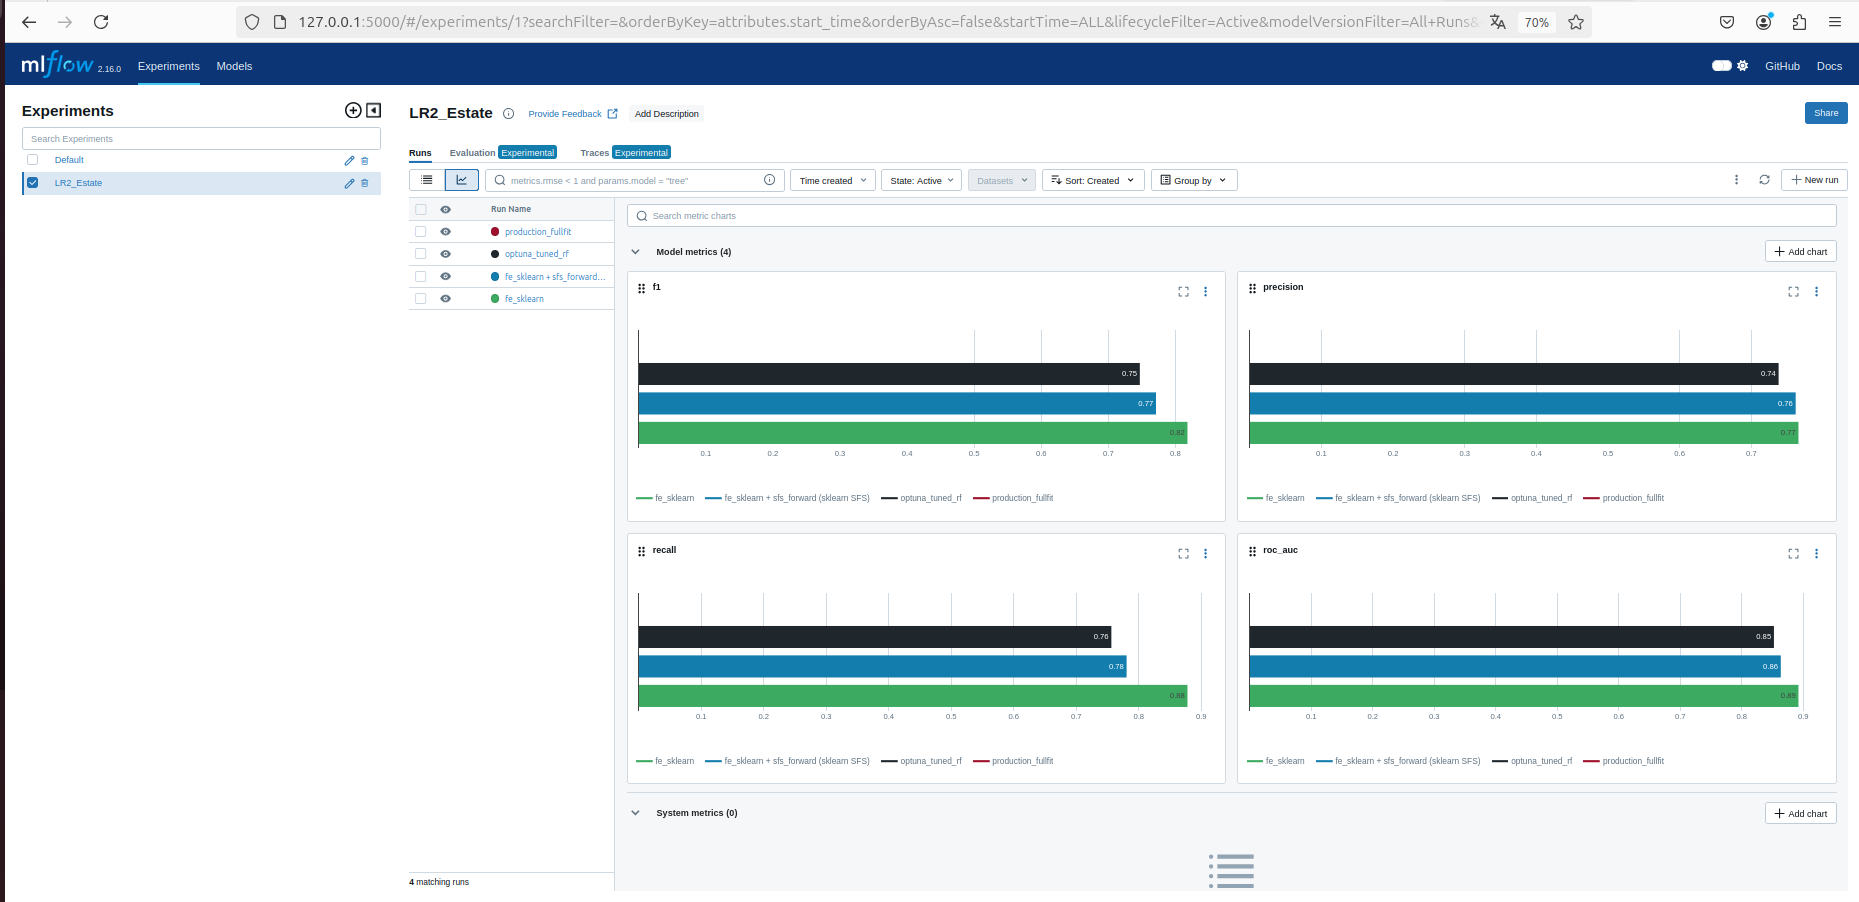 127.0.0.1:5000/#/experiments/1?searchFilter=&orderByKey=attributes.start_time&orderByAsc=false&startTime=ALL&lifecycleFilter=Active&modelVersionFilter=All+Runs&
70%
mlflow 2.16.0 Experiments Models GitHub Docs
Experiments
Search Experiments
Default
LR2_Estate
LR2_Estate Provide Feedback Add Description Share
Runs Evaluation Experimental Traces Experimental
metrics.rmse < 1 and params.model = "tree" Time created State: Active Datasets Sort: Created Group by New run
Run Name
production_fullfit
optuna_tuned_rf
fe_sklearn + sfs_forward...
fe_sklearn
4 matching runs
Search metric charts
Model metrics (4) Add chart
f1
0.75
0.77
0.82
0.1 0.2 0.3 0.4 0.5 0.6 0.7 0.8
fe_sklearn fe_sklearn + sfs_forward (sklearn SFS) optuna_tuned_rf production_fullfit
precision
0.74
0.76
0.77
0.1 0.2 0.3 0.4 0.5 0.6 0.7
fe_sklearn fe_sklearn + sfs_forward (sklearn SFS) optuna_tuned_rf production_fullfit
recall
0.76
0.78
0.88
0.1 0.2 0.3 0.4 0.5 0.6 0.7 0.8 0.9
fe_sklearn fe_sklearn + sfs_forward (sklearn SFS) optuna_tuned_rf production_fullfit
roc_auc
0.85
0.86
0.89
0.1 0.2 0.3 0.4 0.5 0.6 0.7 0.8 0.9
fe_sklearn fe_sklearn + sfs_forward (sklearn SFS) optuna_tuned_rf production_fullfit
System metrics (0) Add chart